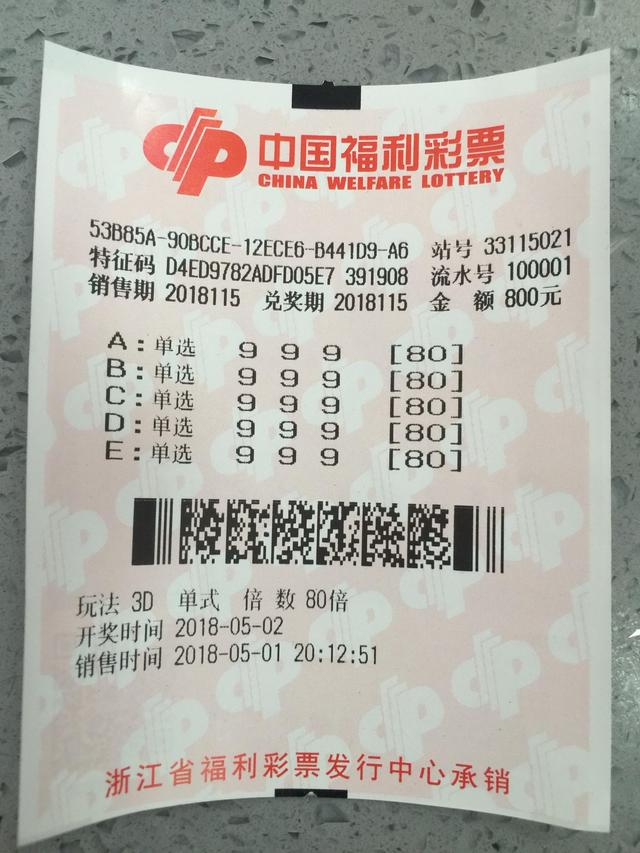 中国福利彩票
CHINA WELFARE LOTTERY
53B85A-90BCCE-12ECE6-B441D9-A6 站号 33115021
特征码 D4ED9782ADFD05E7 391908 流水号 100001
销售期 2018115 兑奖期 2018115 金 额 800元
A:单选 9 9 9 [80]
B:单选 9 9 9 [80]
C:单选 9 9 9 [80]
D:单选 9 9 9 [80]
E:单选 9 9 9 [80]
玩法 3D 单式 倍 数 80倍
开奖时间 2018-05-02
销售时间 2018-05-01 20:12:51
浙江省福利彩票发行中心承销